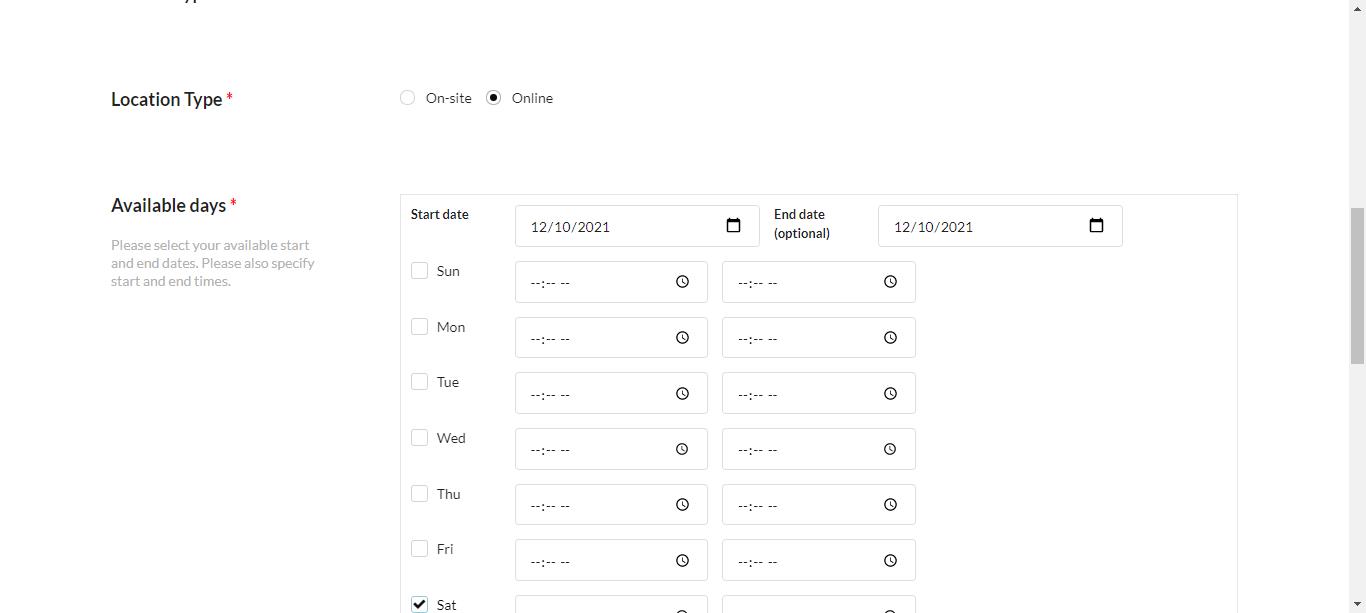 Location Type *
On-site Online
Available days *
Please select your available start
and end dates. Please also specify
start and end times.
Start date 12/10/2021 End date
(optional) 12/10/2021
Sun --:-- -- --:-- --
Mon --:-- -- --:-- --
Tue --:-- -- --:-- --
Wed --:-- -- --:-- --
Thu --:-- -- --:-- --
Fri --:-- -- --:-- --
Sat